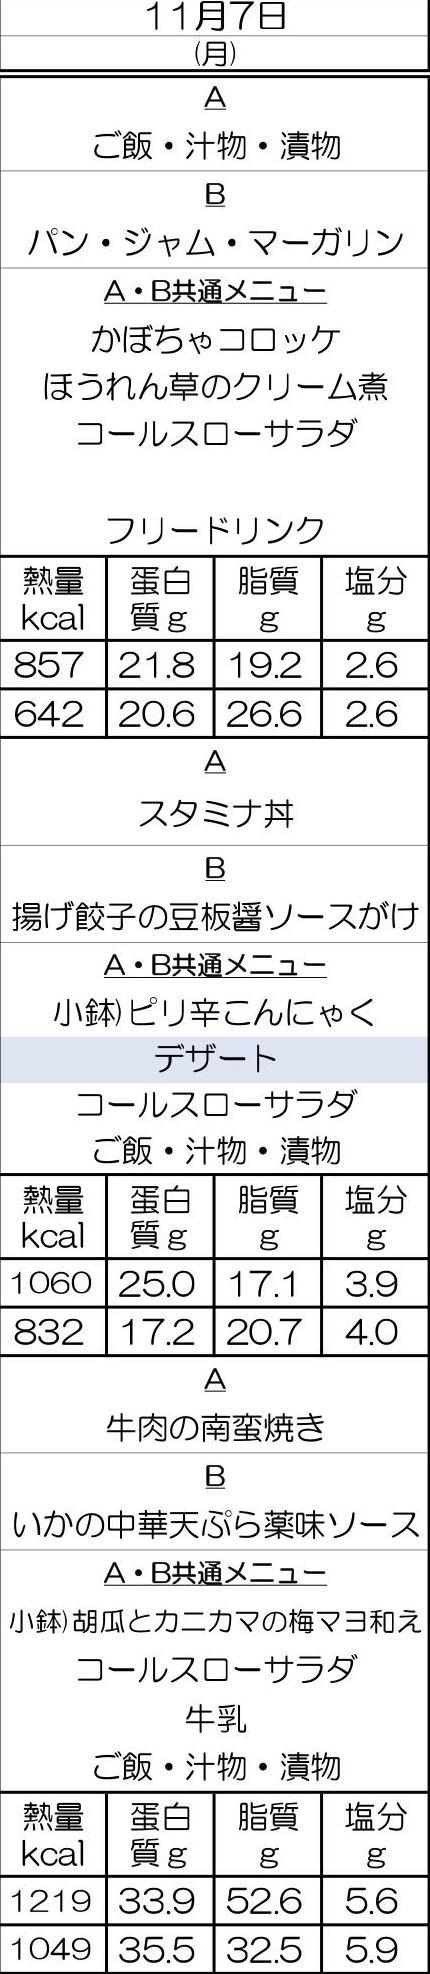 11月7日
(月)
A
ご飯・汁物・漬物
B
パン・ジャム・マーガリン
A・B共通メニュー
かぼちゃコロッケ
ほうれん草のクリーム煮
コールスローサラダ
フリードリンク
熱量 蛋白 脂質 塩分
kcal 質g g g
857 21.8 19.2 2.6
642 20.6 26.6 2.6
A
スタミナ丼
B
揚げ餃子の豆板醤ソースがけ
A・B共通メニュー
小鉢)ピリ辛こんにゃく
デザート
コールスローサラダ
ご飯・汁物・漬物
熱量 蛋白 脂質 塩分
kcal 質g g g
1060 25.0 17.1 3.9
832 17.2 20.7 4.0
A
牛肉の南蛮焼き
B
いかの中華天ぷら薬味ソース
A・B共通メニュー
小鉢)胡瓜とカニカマの梅マヨ和え
コールスローサラダ
牛乳
ご飯・汁物・漬物
熱量 蛋白 脂質 塩分
kcal 質g g g
1219 33.9 52.6 5.6
1049 35.5 32.5 5.9